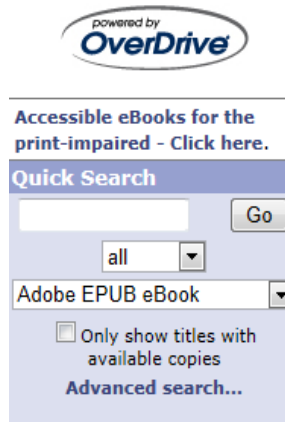 powered by
OverDrive®
Accessible eBooks for the
print-impaired - Click here.
Quick Search
Go
all
Adobe EPUB eBook
Only show titles with
available copies
Advanced search...